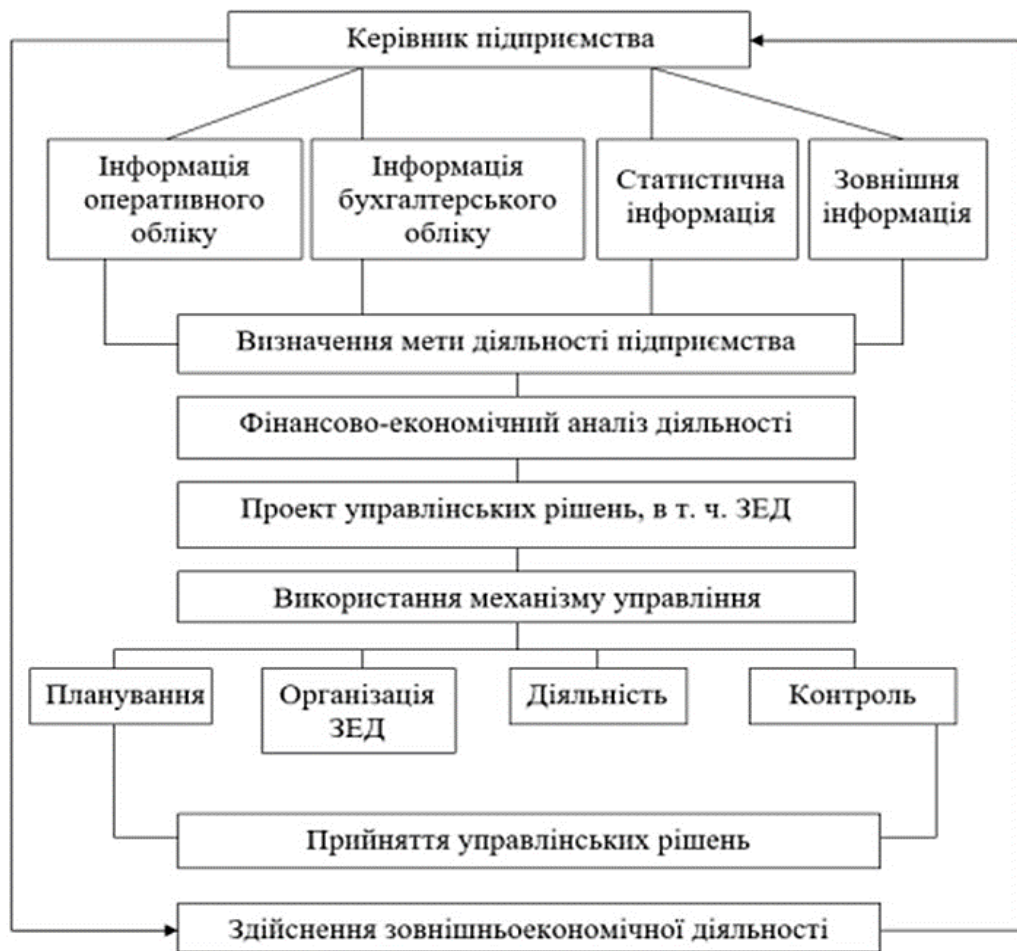 Керівник підприємства
Інформація
оперативного
обліку
Інформація
бухгалтерського
обліку
Статистична
інформація
Зовнішня
інформація
Визначення мети діяльності підприємства
Фінансово-економічний аналіз діяльності
Проект управлінських рішень, в т. ч. ЗЕД
Використання механізму управління
Планування
Організація
ЗЕД
Діяльність
Контроль
Прийняття управлінських рішень
Здійснення зовнішньоекономічної діяльності